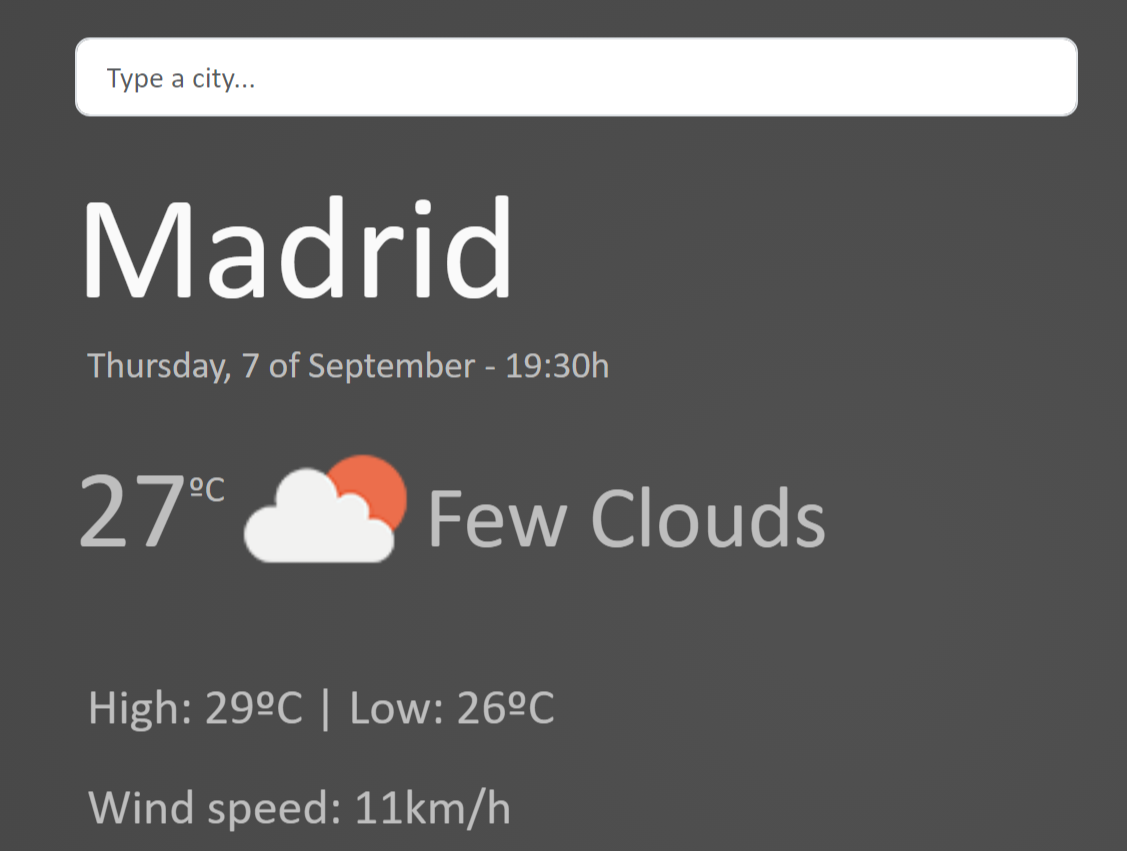 Type a city...
Madrid
Thursday, 7 of September - 19:30h
27ºC Few Clouds
High: 29ºC | Low: 26ºC
Wind speed: 11km/h